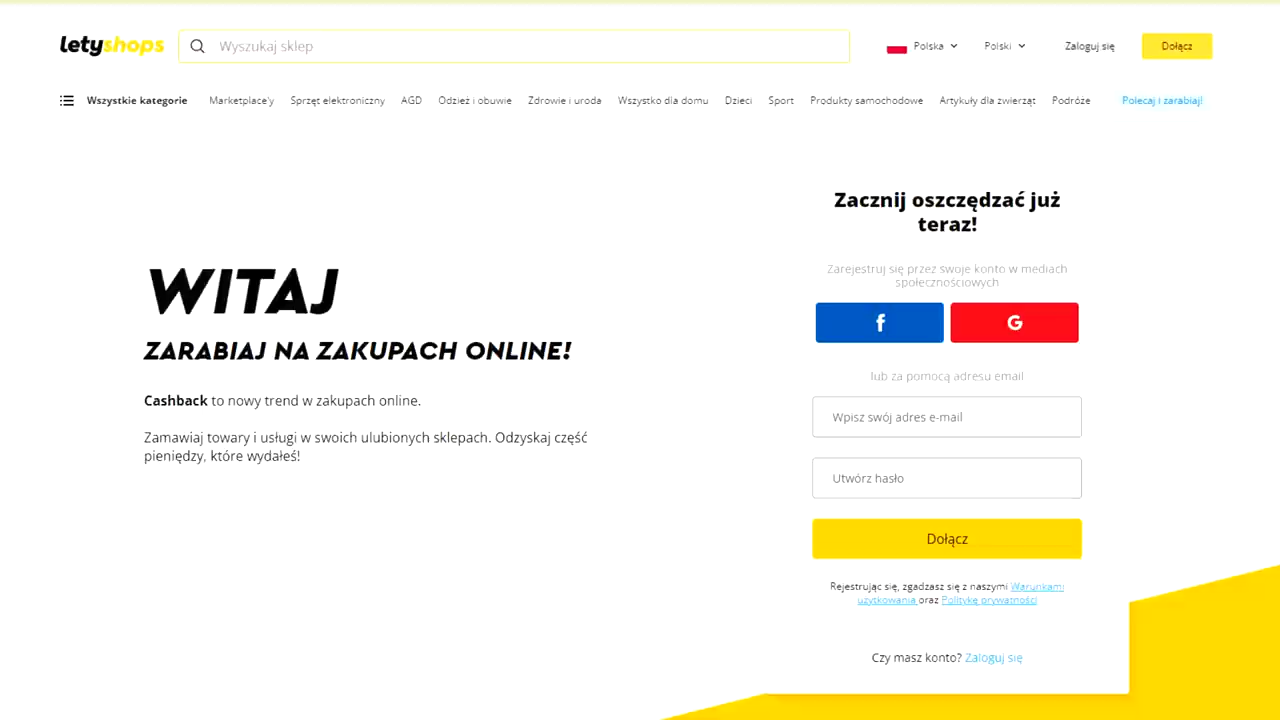 letyshops
Wyszukaj sklep
Polska
Polski
Zaloguj się
Dołącz
Wszystkie kategorie
Marketplace'y
Sprzęt elektroniczny
AGD
Odzież i obuwie
Zdrowie i uroda
Wszystko dla domu
Dzieci
Sport
Produkty samochodowe
Artykuły dla zwierząt
Podróże
Polecaj i zarabiaj!
WITAJ
ZARABIAJ NA ZAKUPACH ONLINE!
Cashback to nowy trend w zakupach online.
Zamawiaj towary i usługi w swoich ulubionych sklepach. Odzyskaj część
pieniędzy, które wydałeś!
Zacznij oszczędzać już
teraz!
Zarejestruj się przez swoje konto w mediach
społecznościowych
f
G
lub za pomocą adresu email
Wpisz swój adres e-mail
Utwórz hasło
Dołącz
Rejestrując się, zgadzasz się z naszymi Warunkami
użytkowania oraz Politykę prywatności
Czy masz konto? Zaloguj się